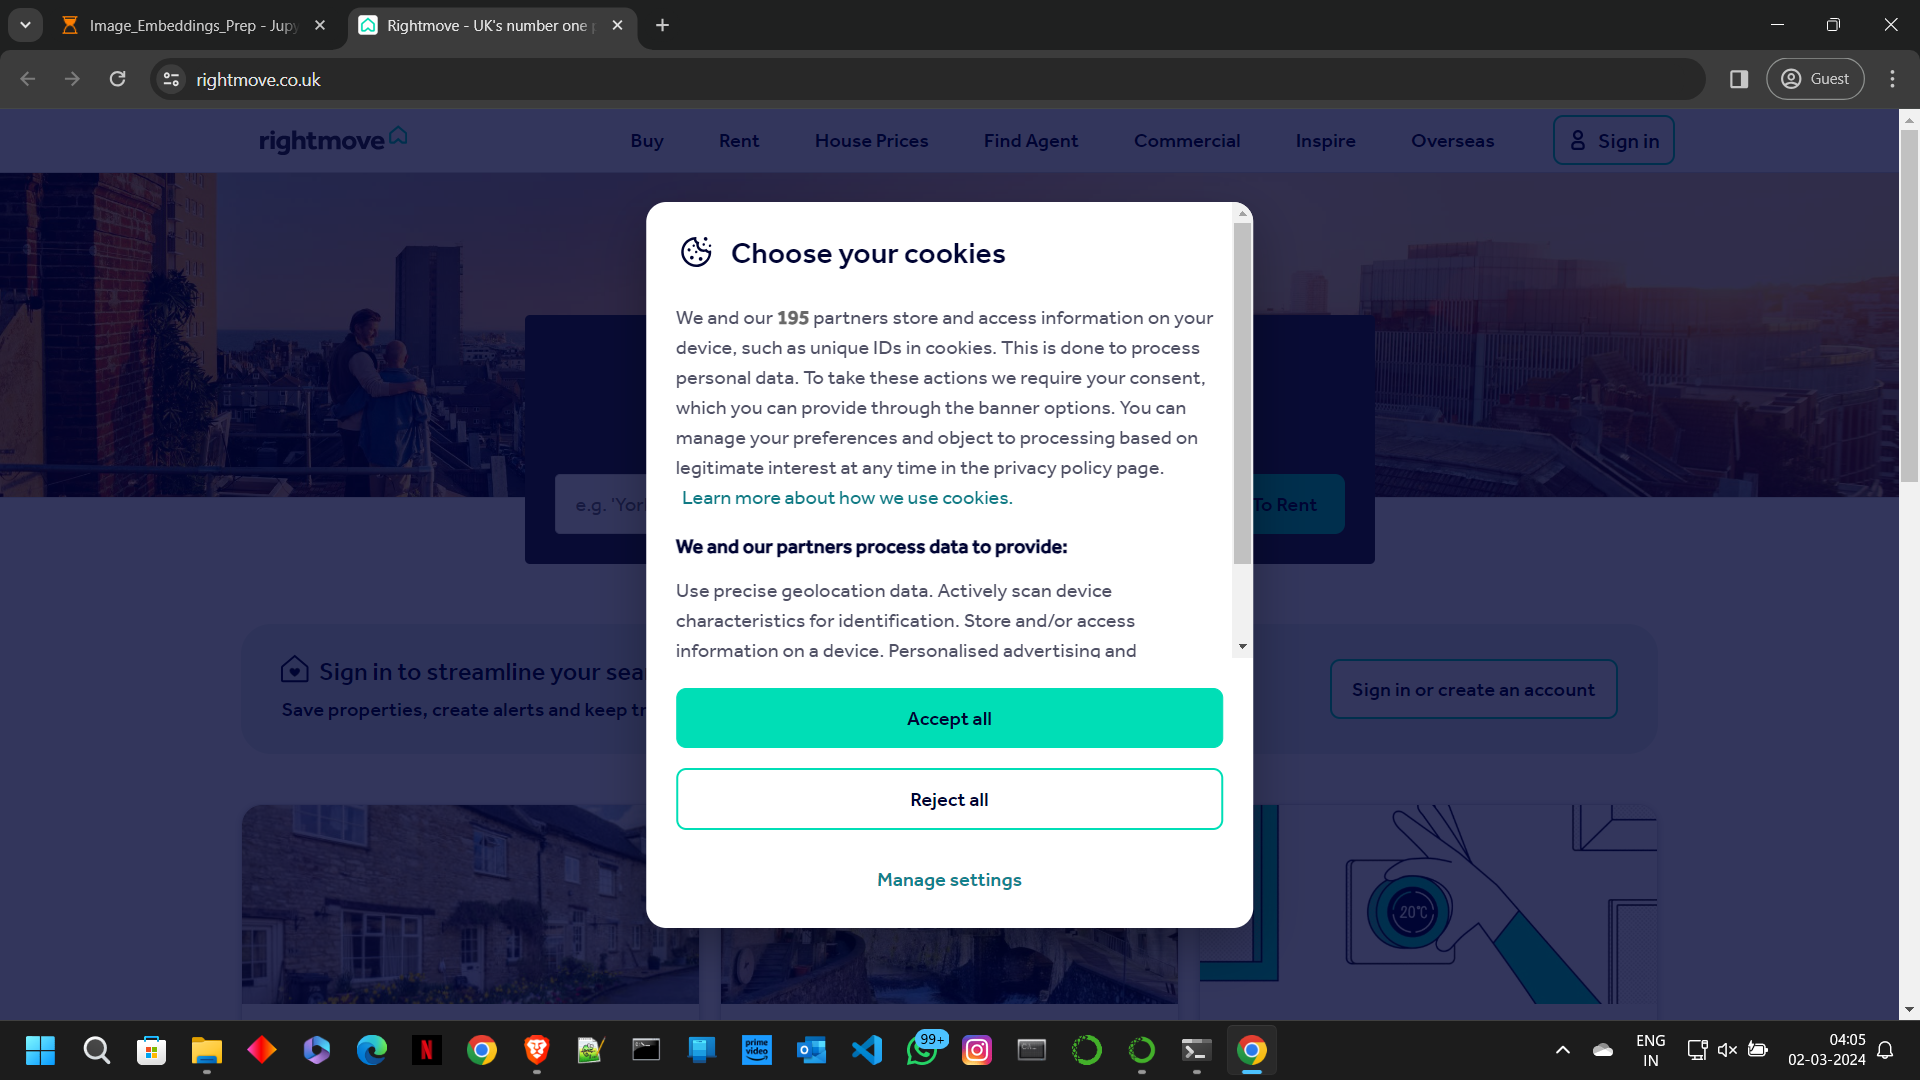 Image_Embeddings_Prep - Jupy
Rightmove - UK's number one p
rightmove.co.uk
Guest
rightmove
Buy
Rent
House Prices
Find Agent
Commercial
Inspire
Overseas
Sign in
Choose your cookies
We and our 195 partners store and access information on your
device, such as unique IDs in cookies. This is done to process
personal data. To take these actions we require your consent,
which you can provide through the banner options. You can
manage your preferences and object to processing based on
legitimate interest at any time in the privacy policy page.
Learn more about how we use cookies.
e.g. 'Yor
To Rent
We and our partners process data to provide:
Use precise geolocation data. Actively scan device
characteristics for identification. Store and/or access
information on a device. Personalised advertising and
Sign in to streamline your sea
Save properties, create alerts and keep tr
Sign in or create an account
Accept all
Reject all
Manage settings
20°C
prime
video
99+
ENG
IN
04:05
02-03-2024